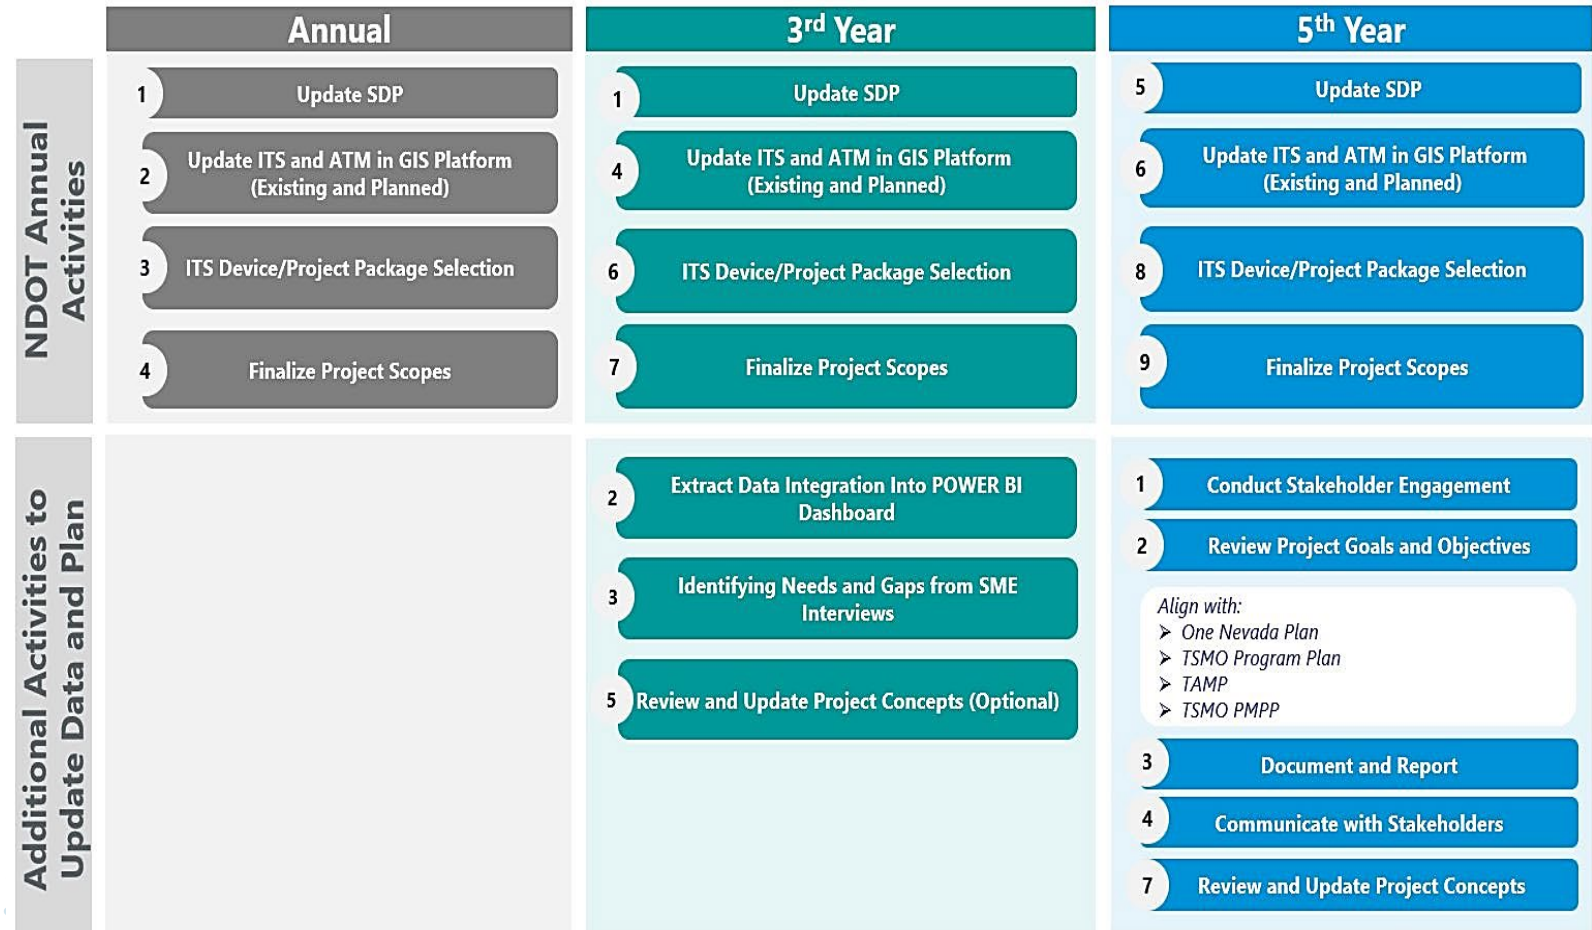 Annual
3rd Year
5th Year
NDOT Annual
Activities
1
Update SDP
2
Update ITS and ATM in GIS Platform
(Existing and Planned)
3
ITS Device/Project Package Selection
4
Finalize Project Scopes
1
Update SDP
4
Update ITS and ATM in GIS Platform
(Existing and Planned)
6
ITS Device/Project Package Selection
7
Finalize Project Scopes
5
Update SDP
6
Update ITS and ATM in GIS Platform
(Existing and Planned)
8
ITS Device/Project Package Selection
9
Finalize Project Scopes
Additional Activities to
Update Data and Plan
2
Extract Data Integration Into POWER BI
Dashboard
3
Identifying Needs and Gaps from SME
Interviews
5
Review and Update Project Concepts (Optional)
1
Conduct Stakeholder Engagement
2
Review Project Goals and Objectives
Align with:
➢ One Nevada Plan
➢ TSMO Program Plan
➢ TAMP
➢ TSMO PMPP
3
Document and Report
4
Communicate with Stakeholders
7
Review and Update Project Concepts